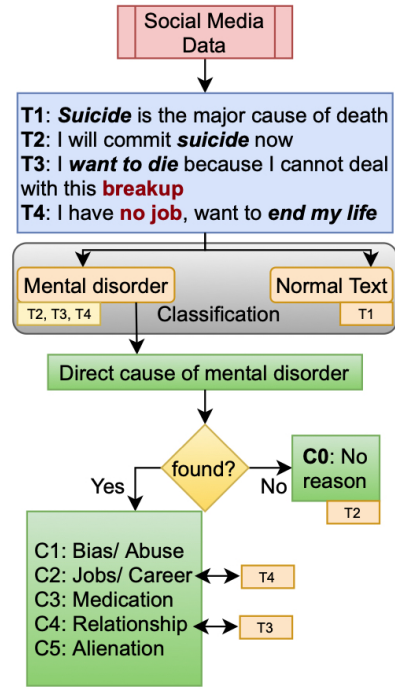 Social Media
Data
T1: Suicide is the major cause of death
T2: I will commit suicide now
T3: I want to die because I cannot deal
with this breakup
T4: I have no job, want to end my life
Mental disorder
Normal Text
T2, T3, T4
Classification
T1
Direct cause of mental disorder
found?
Yes
No
C0: No
reason
T2
C1: Bias/ Abuse
C2: Jobs/ Career
T4
C3: Medication
C4: Relationship
T3
C5: Alienation